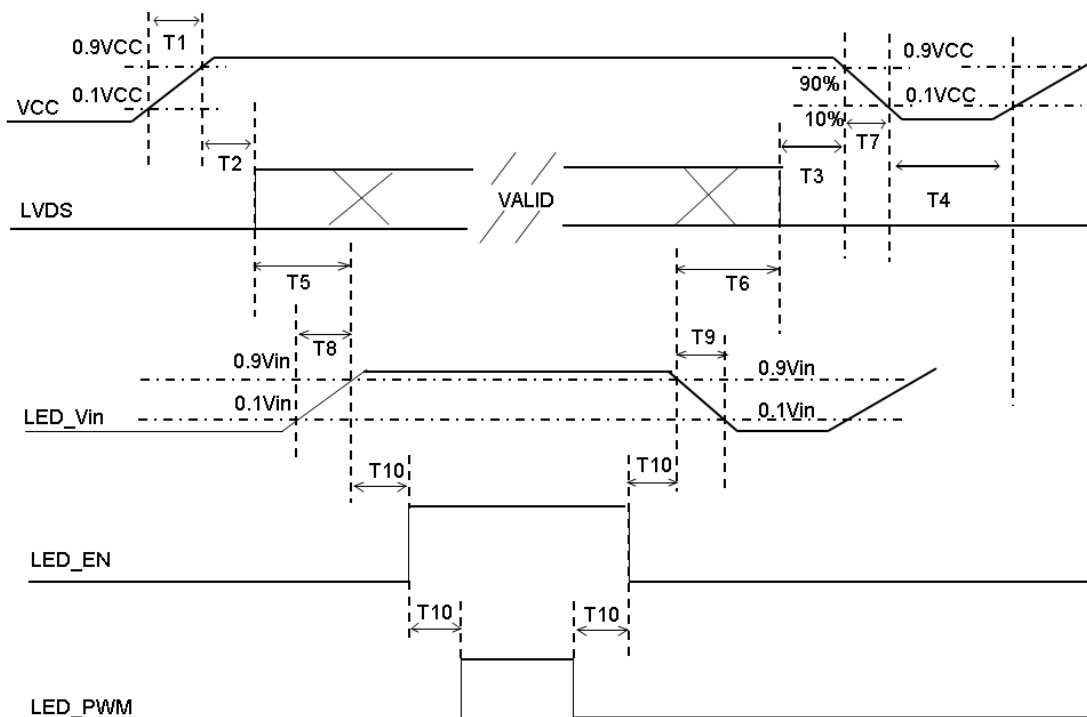 0.9VCC T1 0.9VCC
90%
0.1VCC 0.1VCC
VCC 10%
T7
T2 T3
VALID T4
LVDS
T5 T6
T8 T9
0.9Vin 0.9Vin
0.1Vin 0.1Vin
LED_Vin
T10 T10
LED_EN
T10 T10
LED_PWM